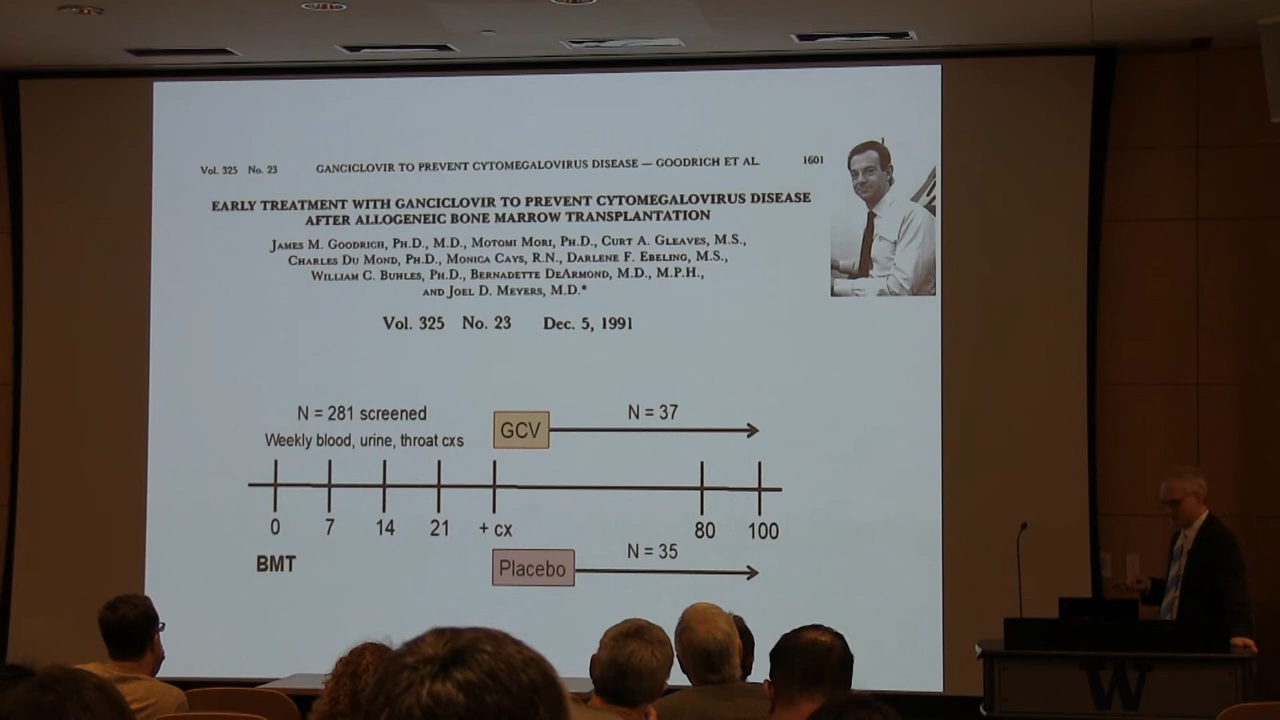 Vol. 325 No. 23 GANCICLOVIR TO PREVENT CYTOMEGALOVIRUS DISEASE — GOODRICH ET AL. 1601
EARLY TREATMENT WITH GANCICLOVIR TO PREVENT CYTOMEGALOVIRUS DISEASE
AFTER ALLOGENEIC BONE MARROW TRANSPLANTATION
JAMES M. GOODRICH, PH.D., M.D., MOTOMI MORI, PH.D., CURT A. GLEAVES, M.S.,
CHARLES DU MOND, PH.D., MONICA CAYS, R.N., DARLENE F. EBELING, M.S.,
WILLIAM C. BUHLES, PH.D., BERNADETTE DEARMOND, M.D., M.P.H.,
AND JOEL D. MEYERS, M.D.*
Vol. 325 No. 23 Dec. 5, 1991
N = 281 screened
Weekly blood, urine, throat cxs
GCV
N = 37
0 7 14 21 + cx 80 100
BMT
Placebo
N = 35
W